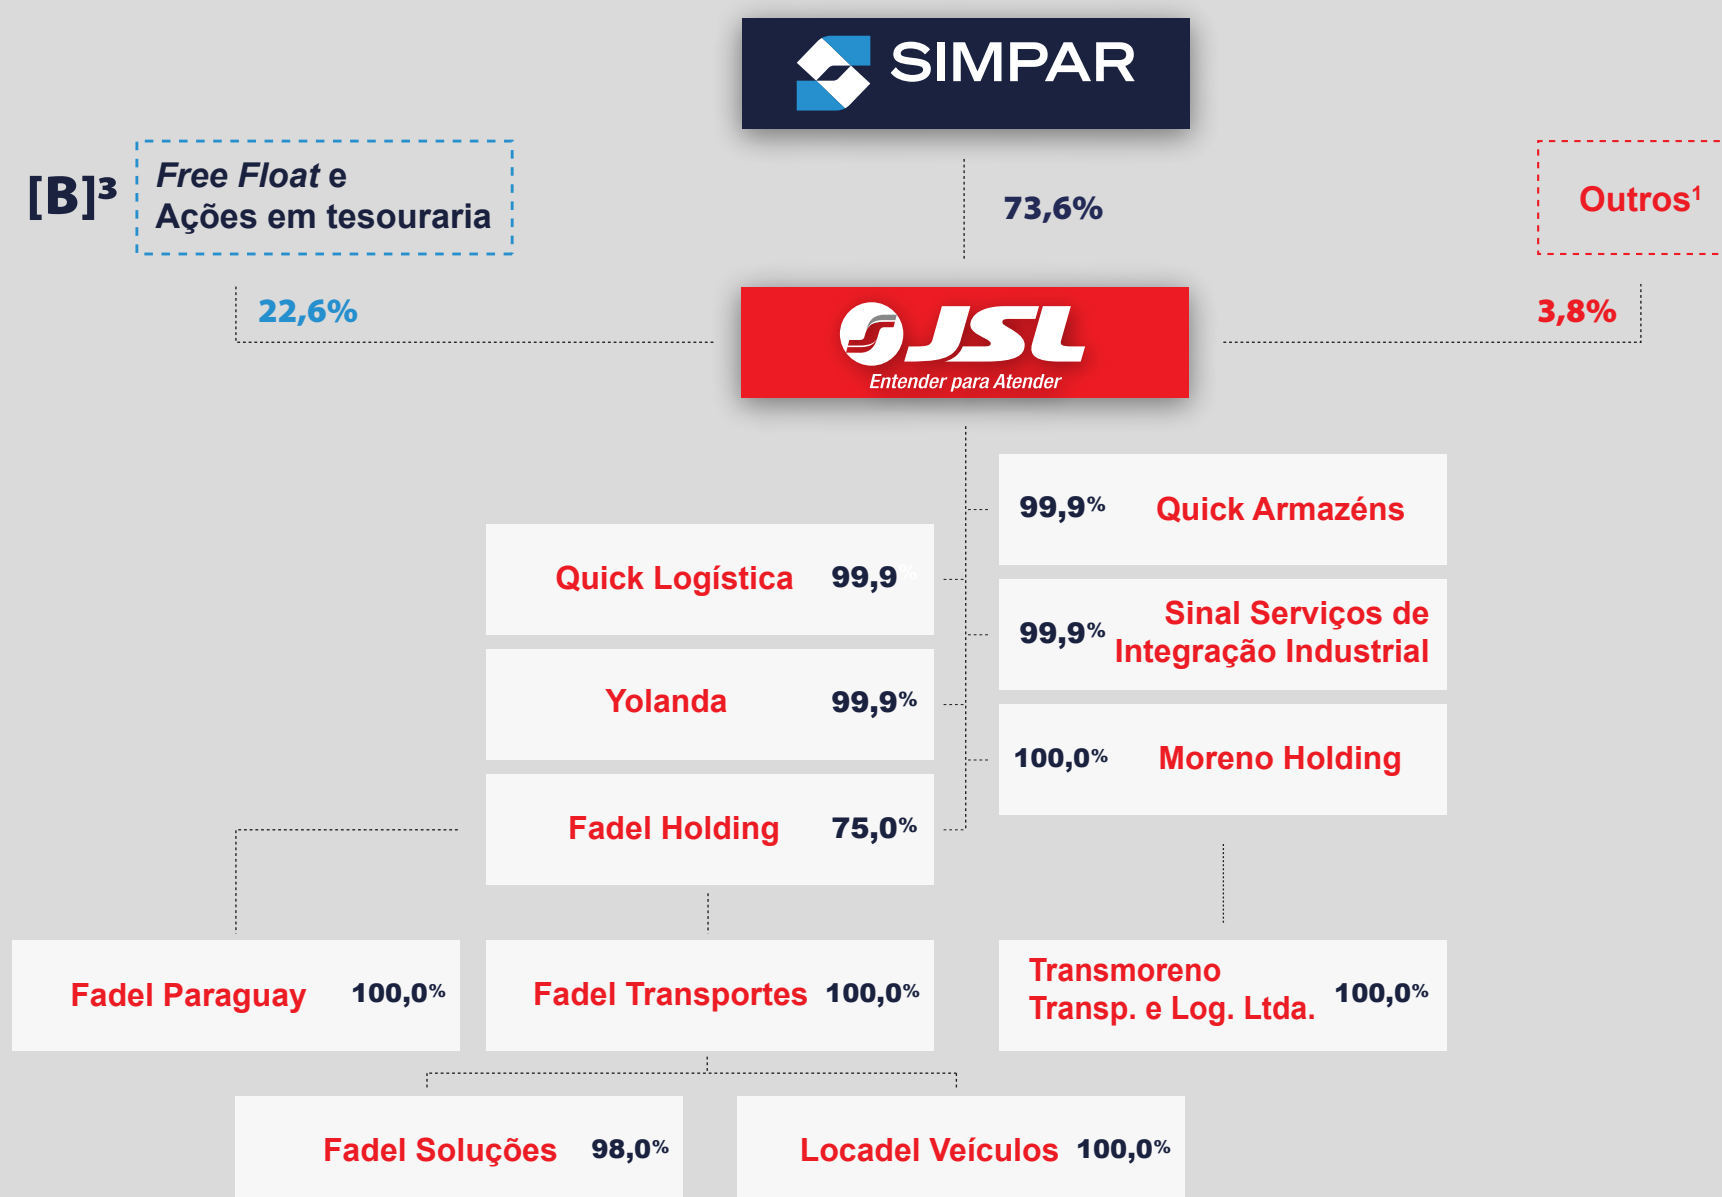 SIMPAR
[B]³
Free Float e
Ações em tesouraria
73,6%
Outros¹
22,6%
3,8%
JSL
Entender para Atender
99,9%
Quick Armazéns
Quick Logística
99,9%
99,9%
Sinal Serviços de
Integração Industrial
Yolanda
99,9%
100,0%
Moreno Holding
Fadel Holding
75,0%
Fadel Paraguay
100,0%
Fadel Transportes
100,0%
Transmoreno
Transp. e Log. Ltda.
100,0%
Fadel Soluções
98,0%
Locadel Veículos
100,0%